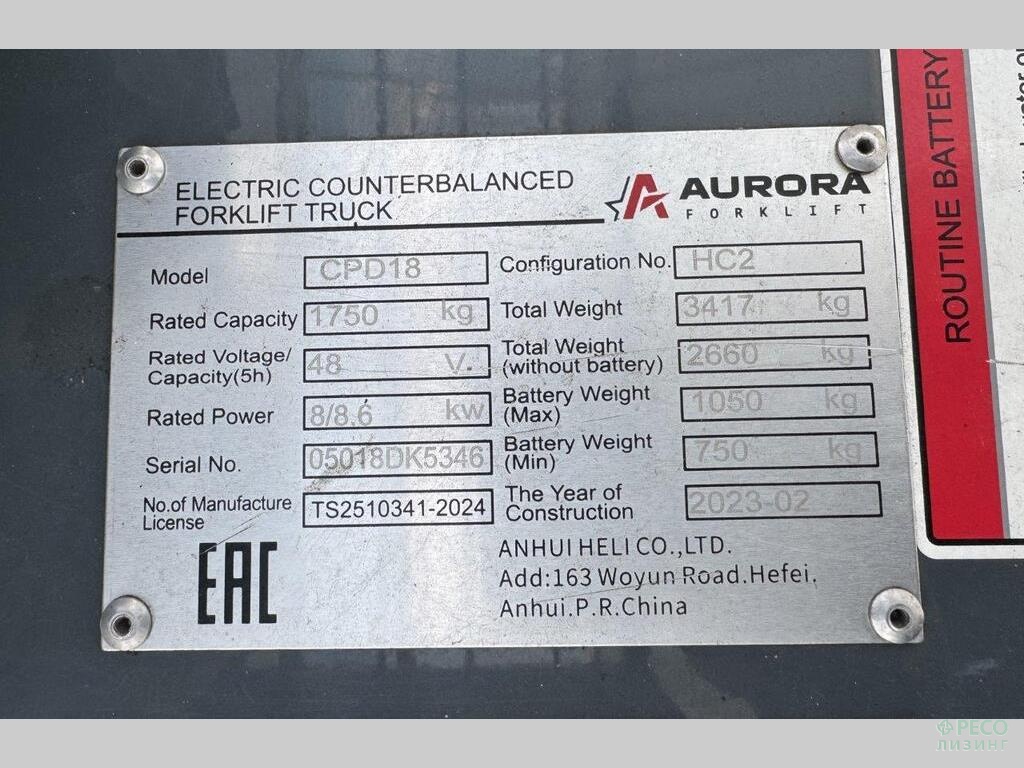 ELECTRIC COUNTERBALANCED
FORKLIFT TRUCK
AURORA
FORKLIFT
Model CPD18
Configuration No. HC2
Rated Capacity 1750 kg
Total Weight 3417 kg
Rated Voltage/
Capacity(5h) 48 V.
Total Weight
(without battery) 2660 kg
Rated Power 8/8.6 kw
Battery Weight
(Max) 1050 kg
Serial No. 05018DK5346
Battery Weight
(Min) 750 kg
No.of Manufacture
License TS2510341-2024
The Year of
Construction 2023-02
EAC
ANHUI HELI CO.,LTD.
Add:163 Woyun Road.Hefei.
Anhui.P.R.China
ROUTINE BATTERY
РЕСО
ЛИЗИНГ